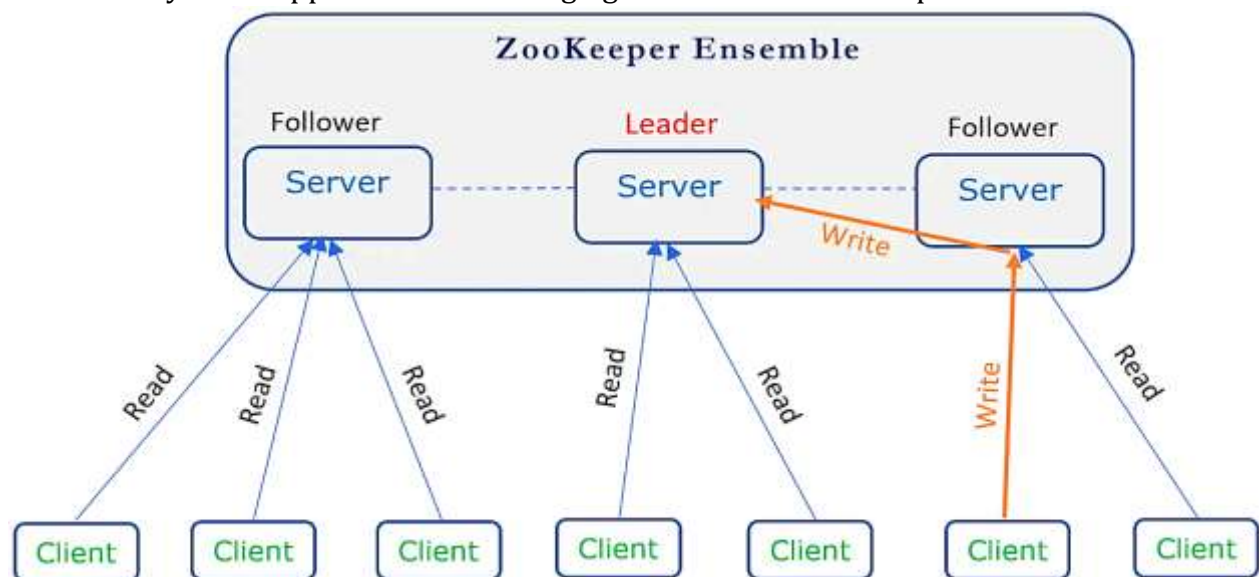 ZooKeeper Ensemble
Follower
Leader
Follower
Server
Server
Server
Write
Read
Read
Read
Read
Read
Write
Read
Client
Client
Client
Client
Client
Client
Client